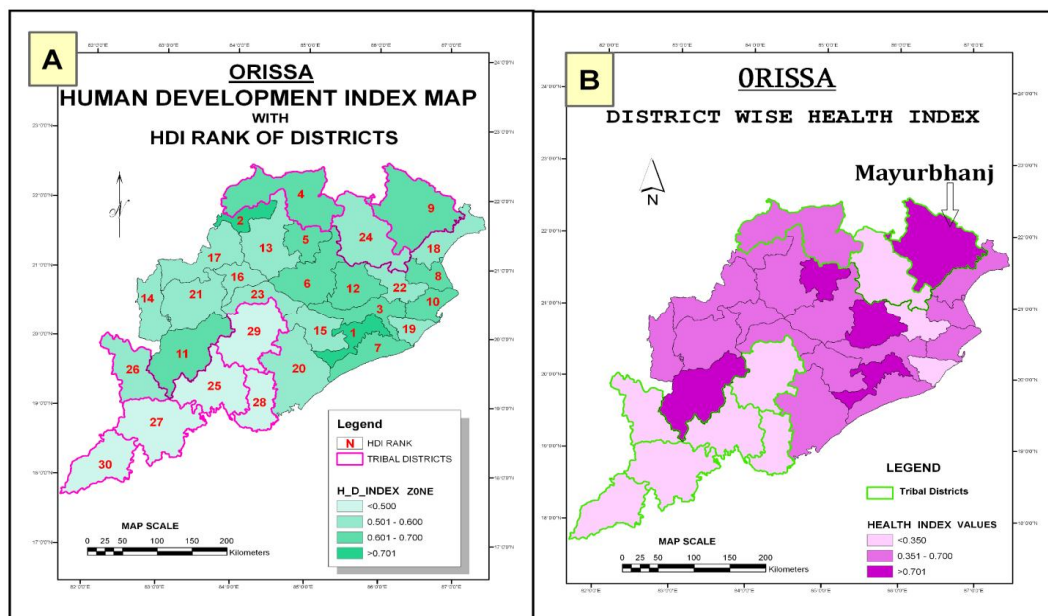 A
ORISSA
HUMAN DEVELOPMENT INDEX MAP
WITH
HDI RANK OF DISTRICTS
N
4
9
2
24
5
13
18
17
16
6
12
8
22
14
21
23
10
3
29
15
1
19
11
7
26
20
25
28
27
30
Legend
N HDI RANK
TRIBAL DISTRICTS
H_D_INDEX Z0NE
<0.500
0.501 - 0.600
0.601 - 0.700
>0.701
MAP SCALE
0 25 50 100 150 200
Kilometers
B
0RISSA
DISTRICT WISE HEALTH INDEX
N
Mayurbhanj
LEGEND
Tribal Districts
HEALTH INDEX VALUES
<0.350
0.351 - 0.700
>0.701
MAP SCALE
0 25 50 100 150 200
Kilometers